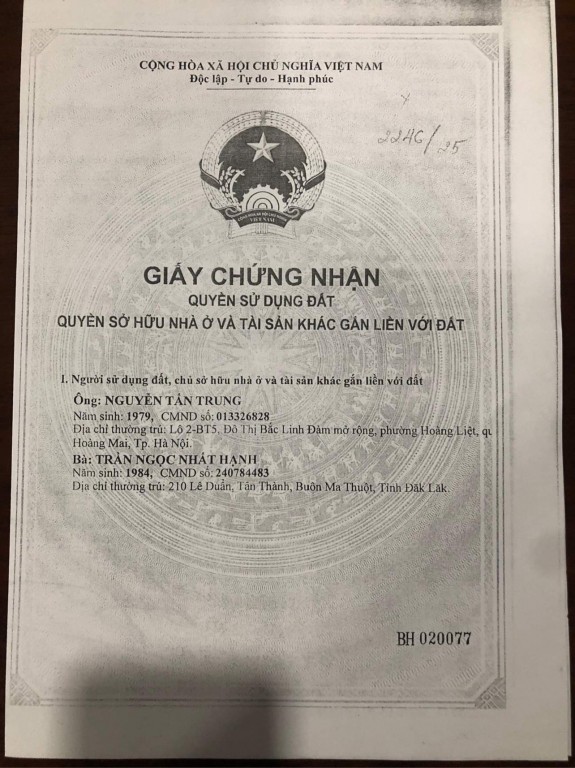 CỘNG HÒA XÃ HỘI CHỦ NGHĨA VIỆT NAM
Độc lập - Tự do - Hạnh phúc
2246/25
VIỆT NAM
GIẤY CHỨNG NHẬN
QUYỀN SỬ DỤNG ĐẤT
QUYỀN SỞ HỮU NHÀ Ở VÀ TÀI SẢN KHÁC GẮN LIỀN VỚI ĐẤT
I. Người sử dụng đất, chủ sở hữu nhà ở và tài sản khác gắn liền với đất
Ông: NGUYỄN TẤN TRUNG
Năm sinh: 1979, CMND số: 013326828
Địa chỉ thường trú: Lô 2-BT5, Đô Thị Bắc Linh Đàm mở rộng, phường Hoàng Liệt, qu
Hoàng Mai, Tp. Hà Nội.
Bà: TRẦN NGỌC NHẤT HẠNH
Năm sinh: 1984, CMND số: 240784483
Địa chỉ thường trú: 210 Lê Duẩn, Tân Thành, Buôn Ma Thuột, Tỉnh Đăk Lăk.
BH 020077